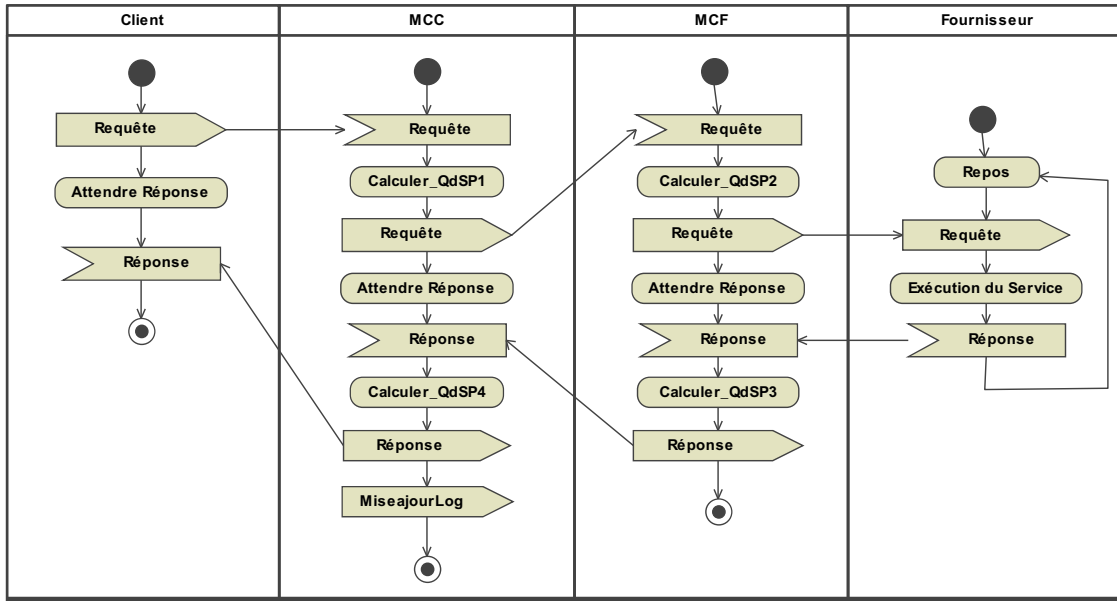 Client
MCC
MCF
Fournisseur
Requête
Attendre Réponse
Réponse
Requête
Calculer_QdSP1
Requête
Attendre Réponse
Réponse
Calculer_QdSP4
Réponse
MiseajourLog
Requête
Calculer_QdSP2
Requête
Attendre Réponse
Réponse
Calculer_QdSP3
Réponse
Repos
Requête
Exécution du Service
Réponse